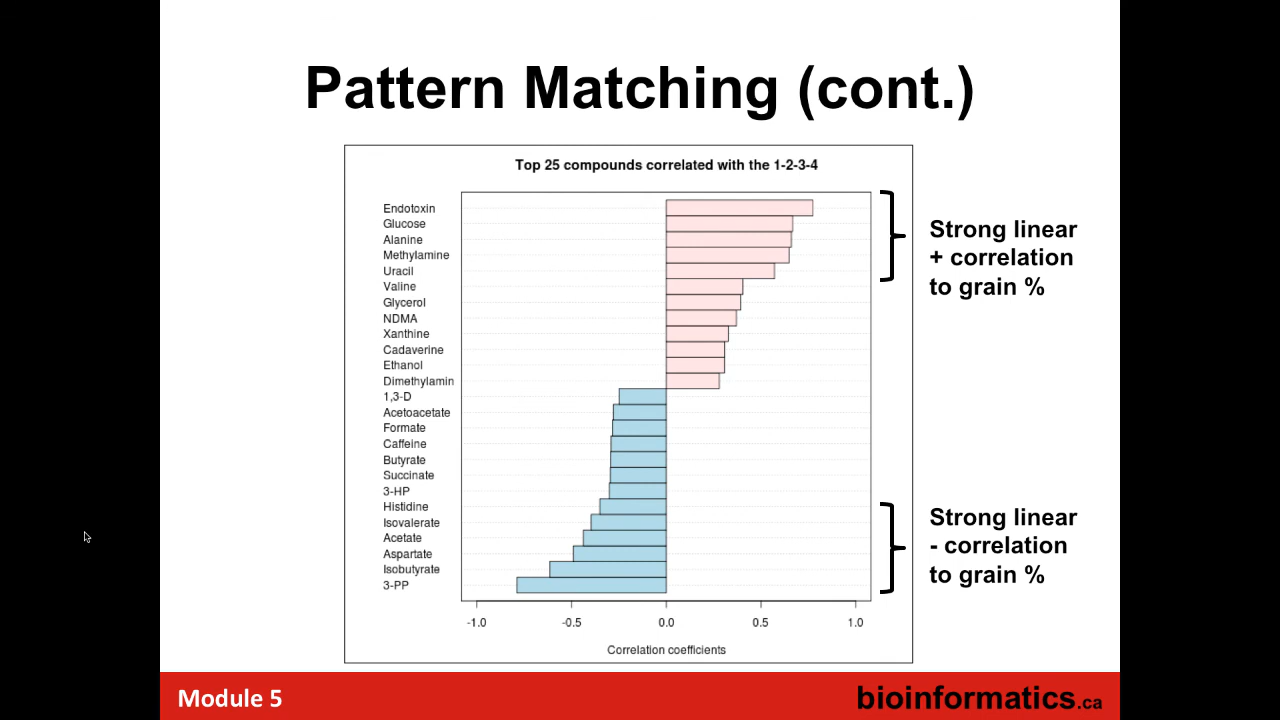 Pattern Matching (cont.)
Top 25 compounds correlated with the 1-2-3-4
Endotoxin
Glucose
Alanine
Methylamine
Uracil
Valine
Glycerol
NDMA
Xanthine
Cadaverine
Ethanol
Dimethylamin
1,3-D
Acetoacetate
Formate
Caffeine
Butyrate
Succinate
3-HP
Histidine
Isovalerate
Acetate
Aspartate
Isobutyrate
3-PP
-1.0 -0.5 0.0 0.5 1.0
Correlation coefficients
Strong linear
+ correlation
to grain %
Strong linear
- correlation
to grain %
Module 5
bioinformatics.ca